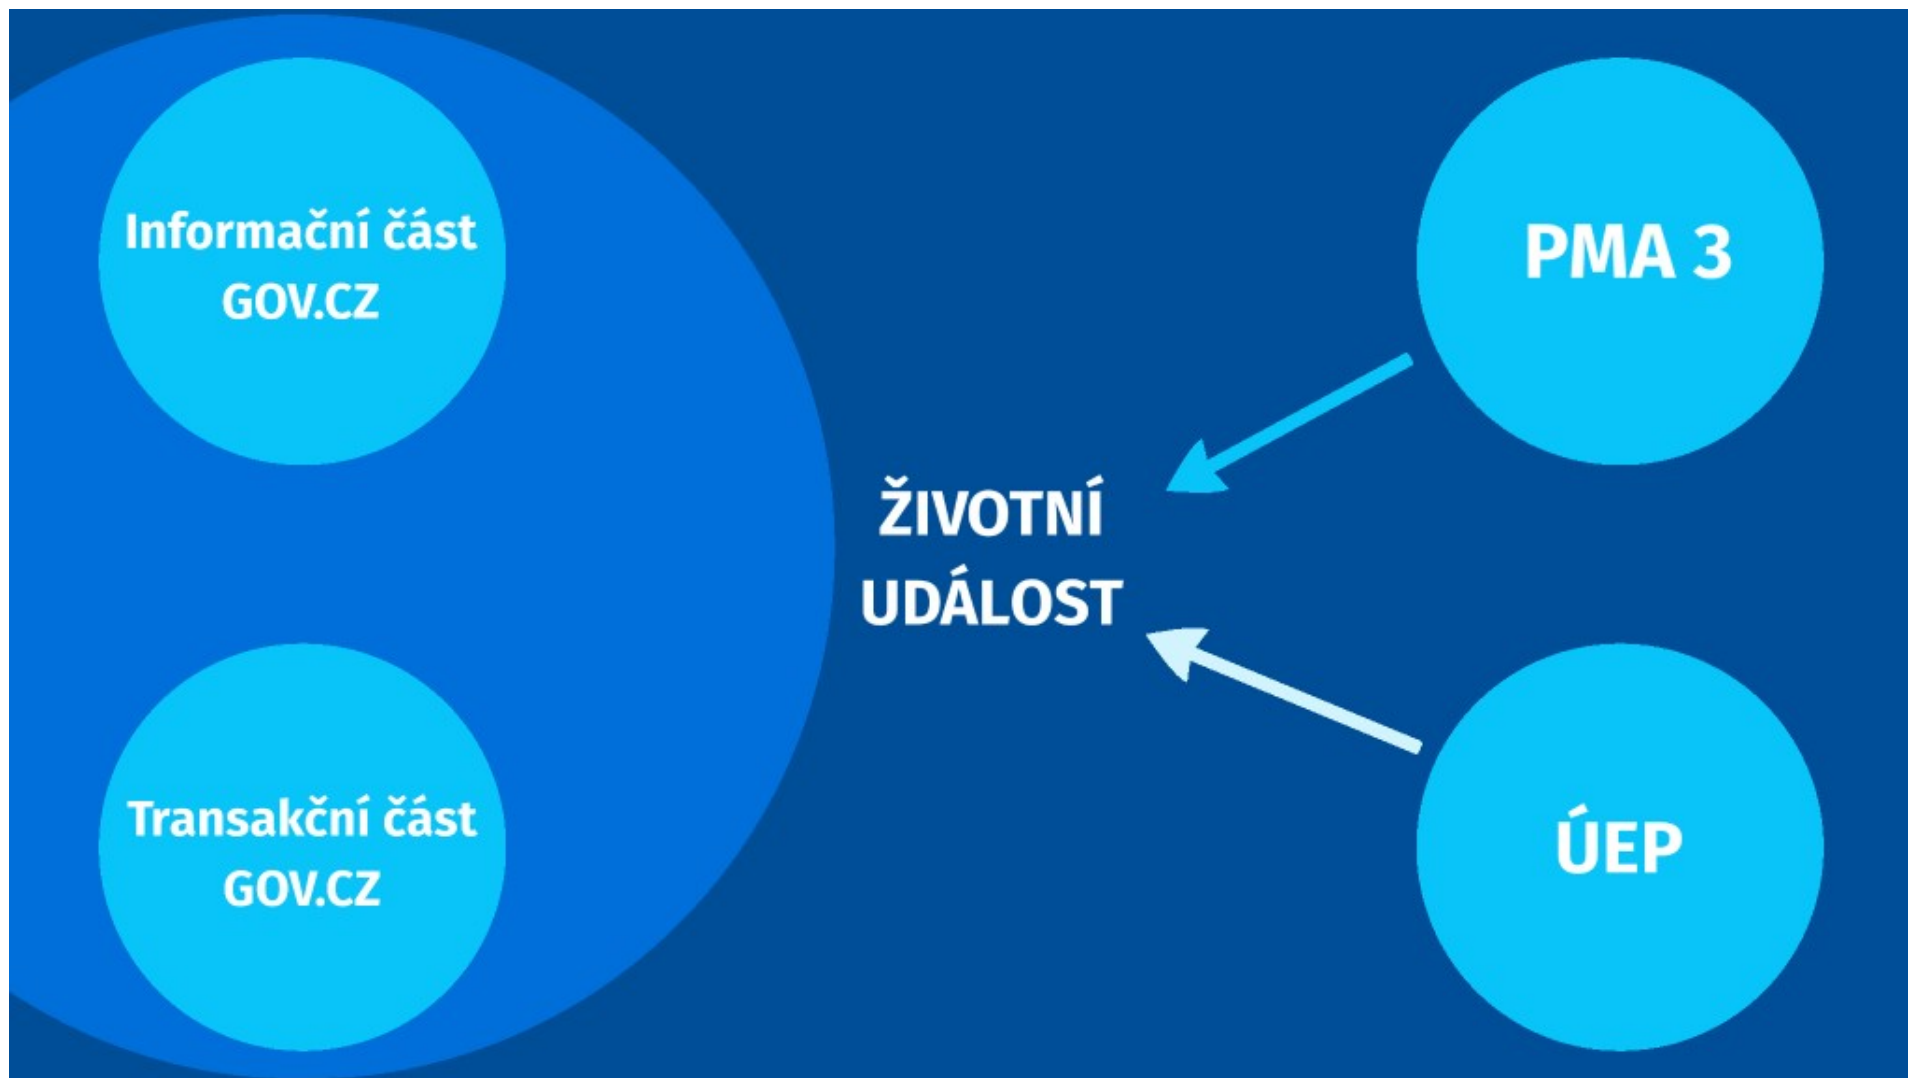 Informační část
GOV.CZ
PMA 3
ŽIVOTNÍ
UDÁLOST
Transakční část
GOV.CZ
ÚEP